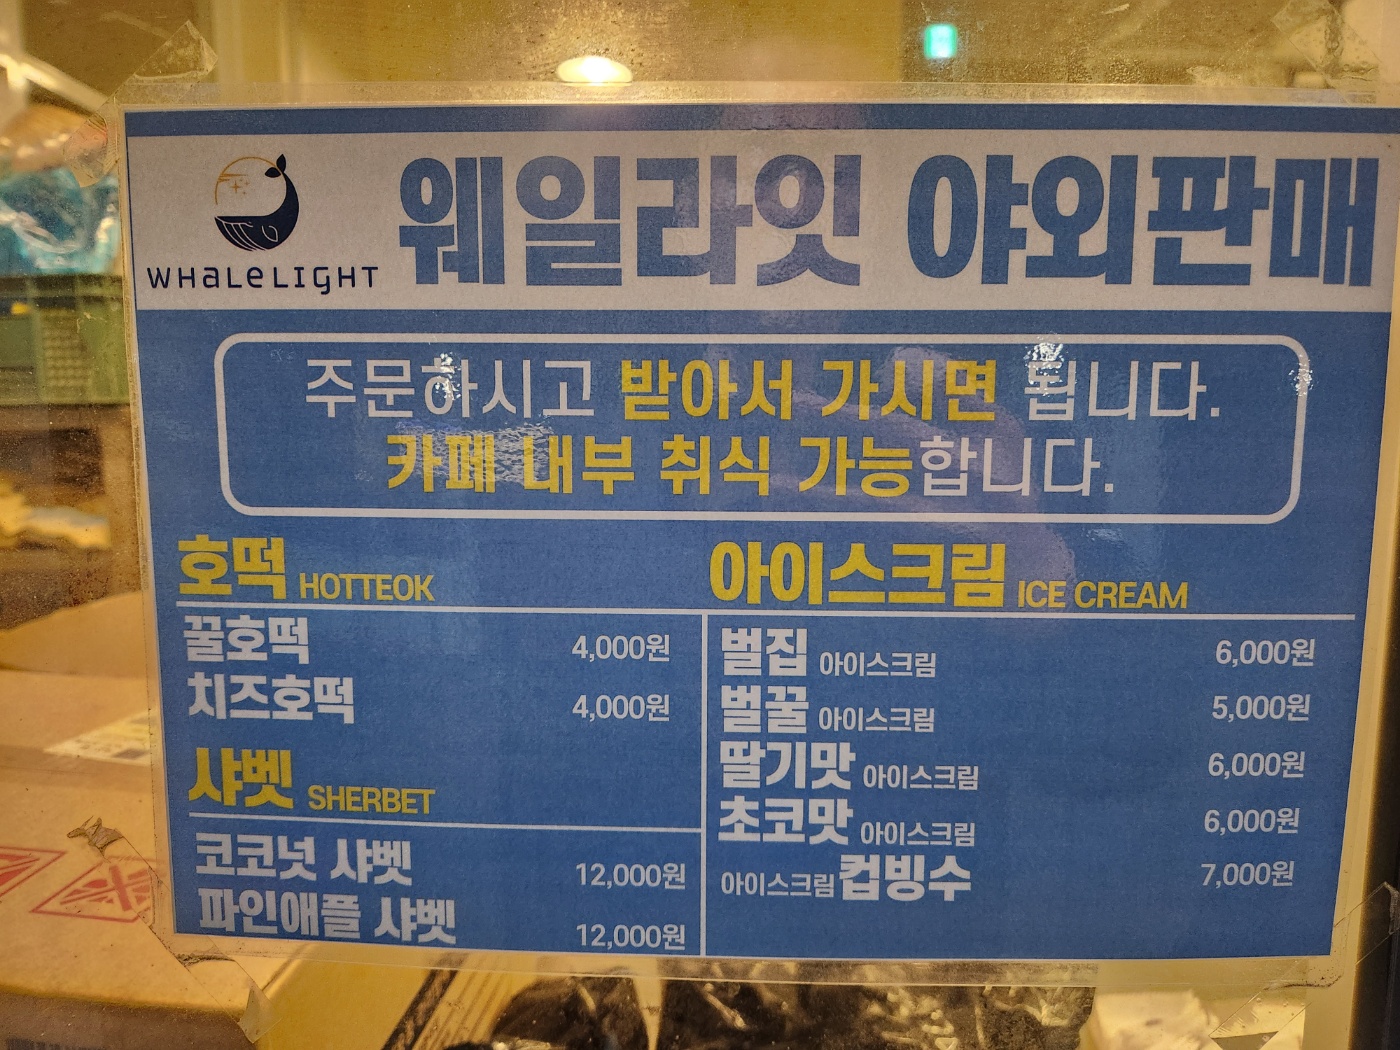 WHALELIGHT
웨일라잇 야외판매
주문하시고 받아서 가시면 됩니다.
카페 내부 취식 가능합니다.
호떡 HOTTEOK
꿀호떡 4,000원
치즈호떡 4,000원
샤벳 SHERBET
코코넛 샤벳 12,000원
파인애플 샤벳 12,000원
아이스크림 ICE CREAM
벌집 아이스크림 6,000원
벌꿀 아이스크림 5,000원
딸기맛 아이스크림 6,000원
초코맛 아이스크림 6,000원
아이스크림컵빙수 7,000원